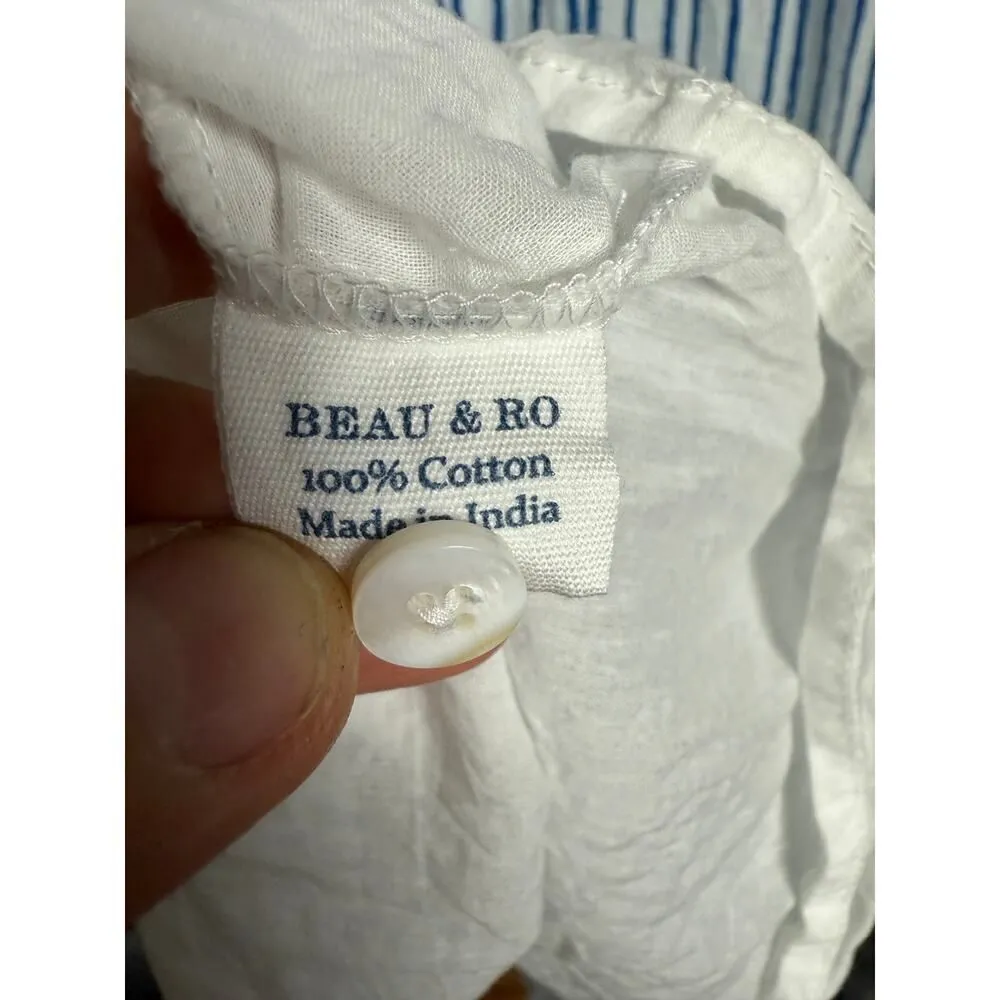 BEAU & RO
100% Cotton
Made in India